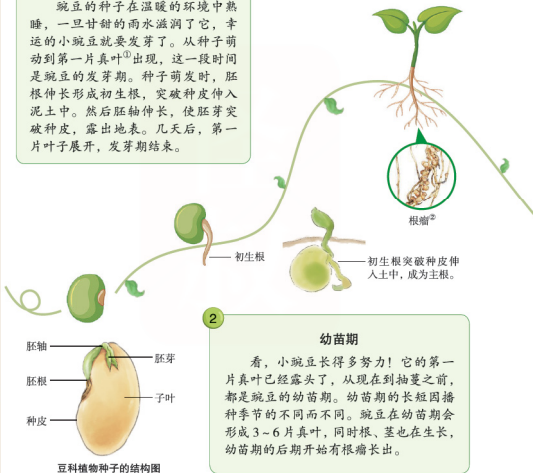 豌豆的种子在温暖的环境中熟
睡，一旦甘甜的雨水滋润了它，幸
运的小豌豆就要发芽了。从种子萌
动到第一片真叶①出现，这一段时间
是豌豆的发芽期。种子萌发时，胚
根伸长形成初生根，突破种皮伸入
泥土中。然后胚轴伸长，使胚芽突
破种皮，露出地表。几天后，第一
片叶子展开，发芽期结束。
根瘤②
初生根
初生根突破种皮伸
入土中，成为主根。
胚轴
胚芽
胚根
子叶
种皮
豆科植物种子的结构图
2
幼苗期
看，小豌豆长得多努力！它的第一
片真叶已经露头了，从现在到抽蔓之前，
都是豌豆的幼苗期。幼苗期的长短因播
种季节的不同而不同。豌豆在幼苗期会
形成3~6片真叶，同时根、茎也在生长，
幼苗期的后期开始有根瘤长出。